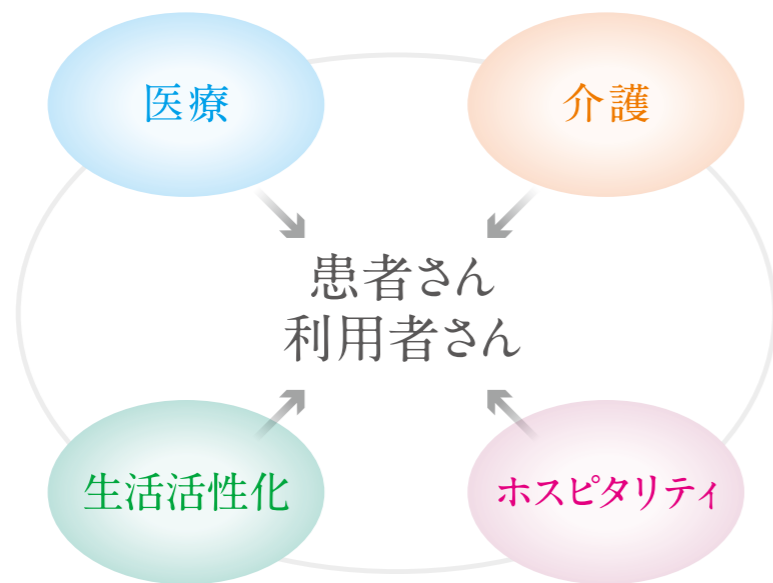 医療
介護
患者さん
利用者さん
生活活性化
ホスピタリティ